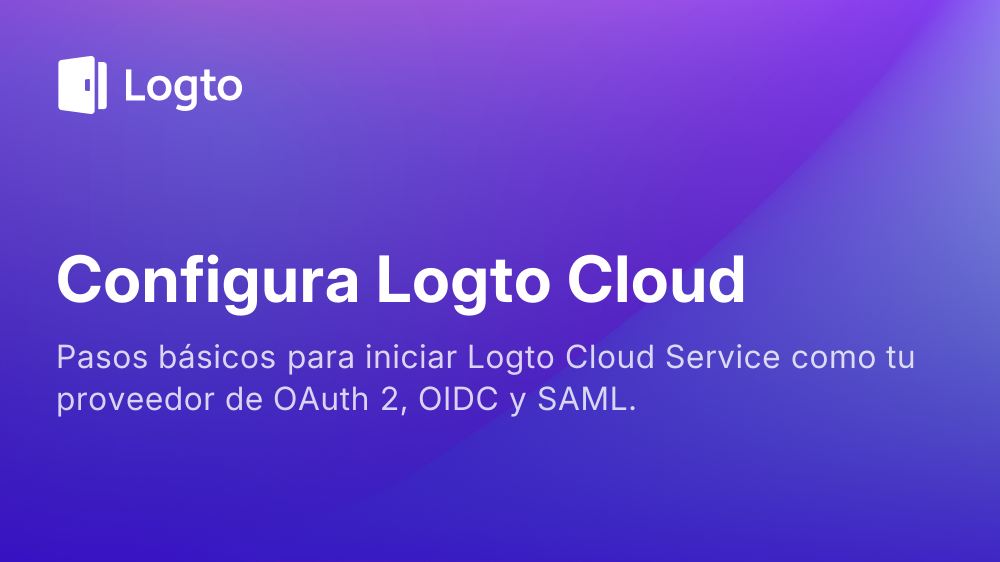 Logto
Configura Logto Cloud
Pasos básicos para iniciar Logto Cloud Service como tu
proveedor de OAuth 2, OIDC y SAML.